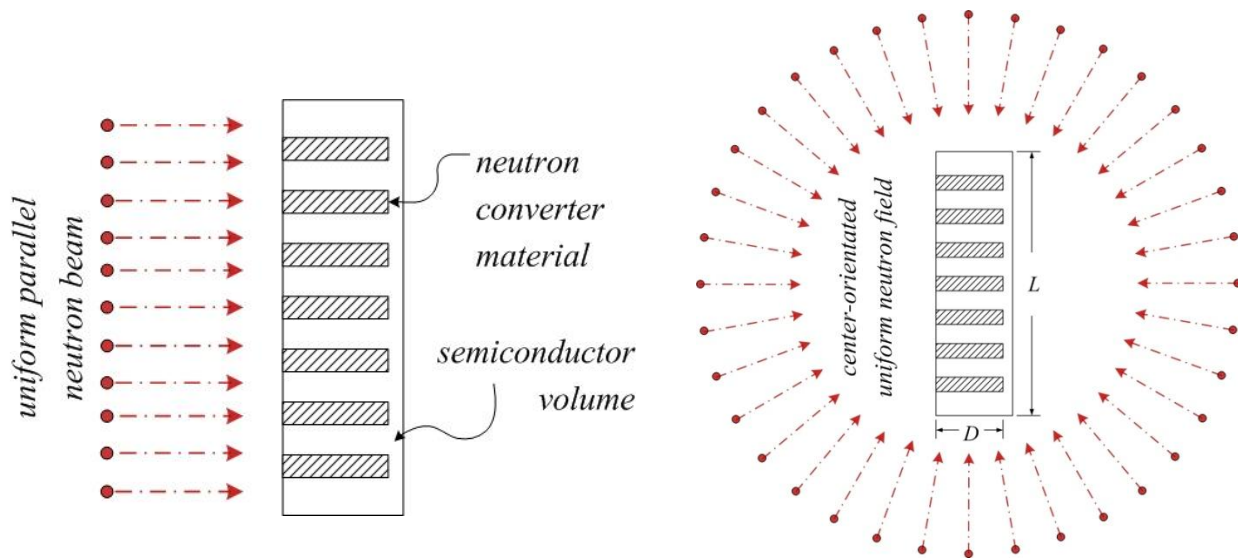 uniform parallel
neutron beam
neutron
converter
material
semiconductor
volume
center-orientated
uniform neutron field
L
D